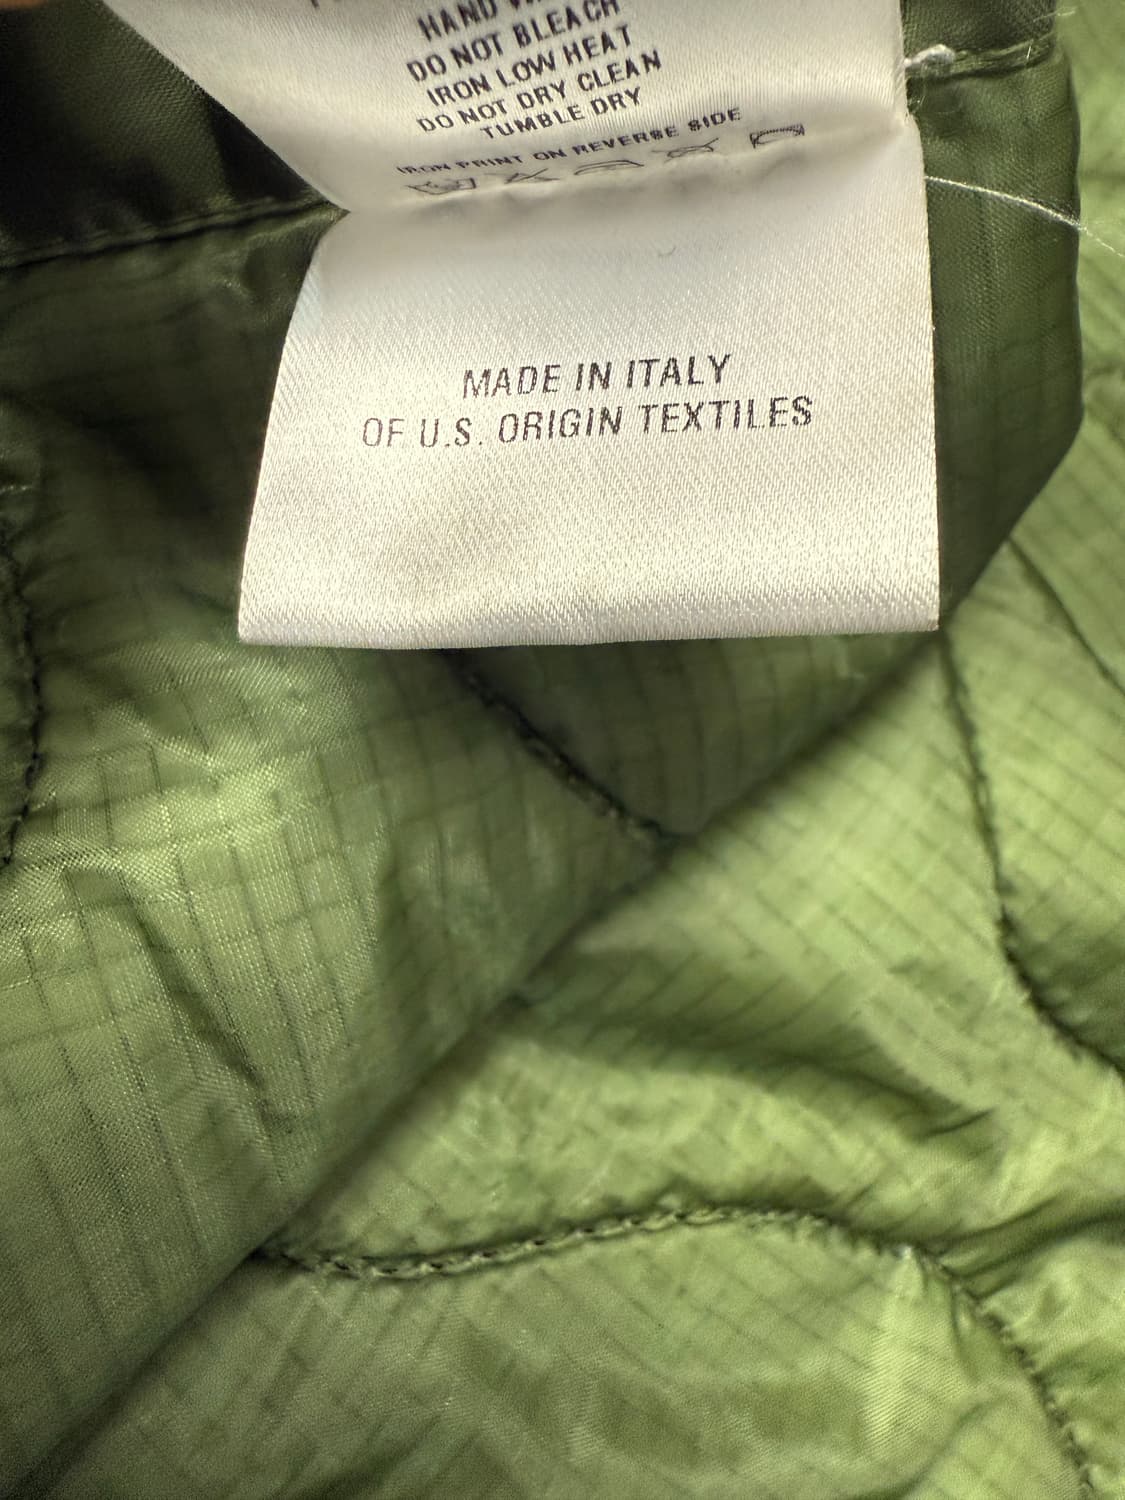 HAND
DO NOT BLEACH
IRON LOW HEAT
DO NOT DRY CLEAN
TUMBLE DRY
IRON PRINT ON REVERSE SIDE
MADE IN ITALY
OF U.S. ORIGIN TEXTILES